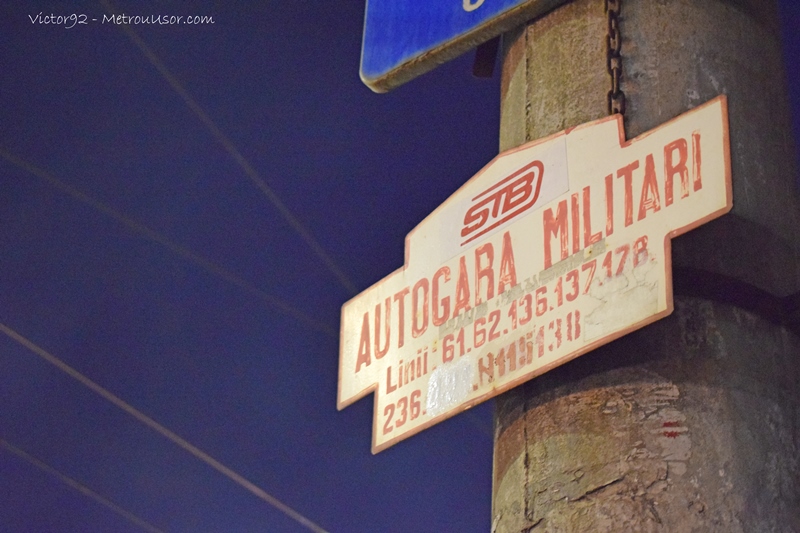 Victor92 - MetrouUsor.com
STB
AUTOGARA MILITARI
Linii: 61.62.136.137.178.
236.